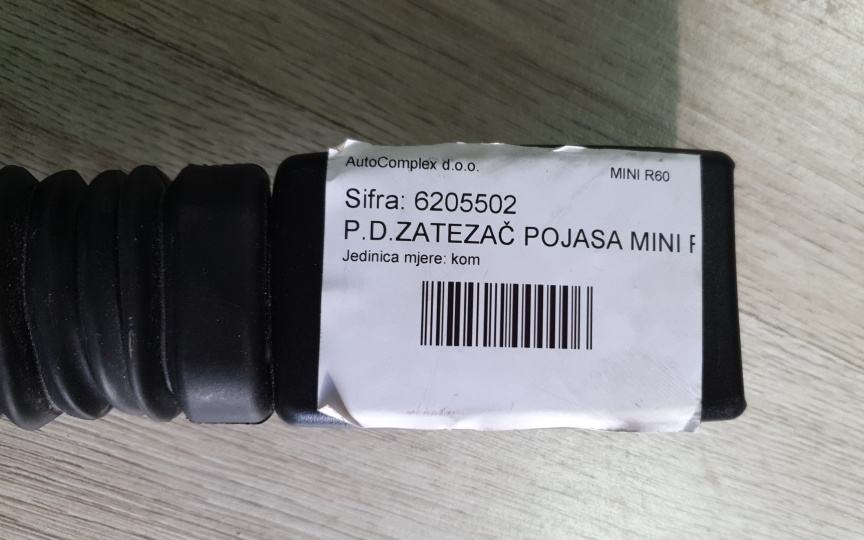 AutoComplex d.o.o.
MINI R60
Sifra: 6205502
P.D.ZATEZAČ POJASA MINI
Jedinica mjere: kom